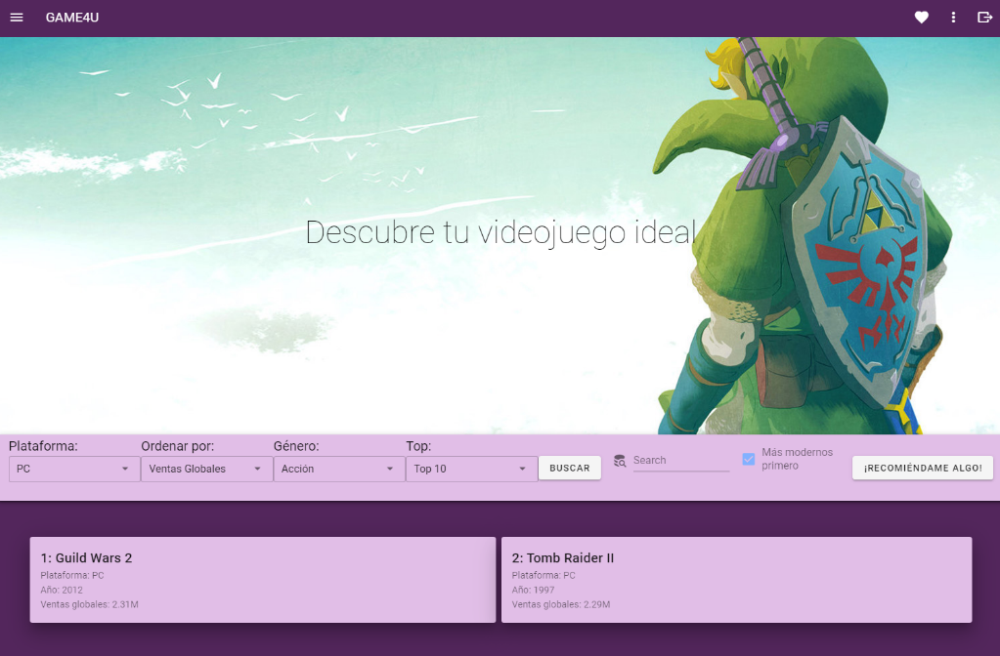 GAME4U
Descubre tu videojuego ideal
Plataforma:
Ordenar por:
Género:
Top:
PC
Ventas Globales
Acción
Top 10
BUSCAR
Search
Más modernos
primero
¡RECOMIÉNDAME ALGO!
1: Guild Wars 2
Plataforma: PC
Año: 2012
Ventas globales: 2.31M
2: Tomb Raider II
Plataforma: PC
Año: 1997
Ventas globales: 2.29M